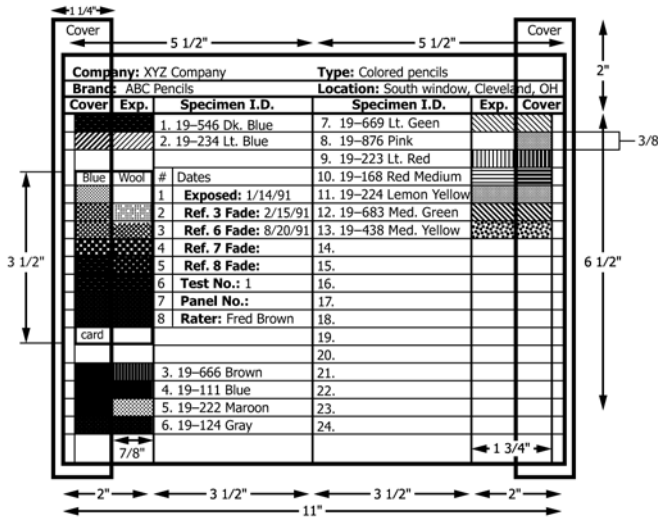 1 1/4"
Cover Cover
5 1/2" 5 1/2"
2"
Company: XYZ Company Type: Colored pencils
Brand: ABC Pencils Location: South window, Cleveland, OH
Cover Exp. Specimen I.D. Specimen I.D. Exp. Cover
1. 19–546 Dk. Blue 7. 19–669 Lt. Geen
2. 19–234 Lt. Blue 8. 19–876 Pink 3/8
9. 19–223 Lt. Red
Blue Wool # Dates 10. 19–168 Red Medium
1 Exposed: 1/14/91 11. 19–224 Lemon Yellow
2 Ref. 3 Fade: 2/15/91 12. 19–683 Med. Green
3 Ref. 6 Fade: 8/20/91 13. 19–438 Med. Yellow
4 Ref. 7 Fade: 14.
3 1/2" 5 Ref. 8 Fade: 15. 6 1/2"
6 Test No.: 1 16.
7 Panel No.: 17.
8 Rater: Fred Brown 18.
card 19.
20.
3. 19–666 Brown 21.
4. 19–111 Blue 22.
5. 19–222 Maroon 23.
6. 19–124 Gray 24.
7/8" 1 3/4"
2" 3 1/2" 3 1/2" 2"
11"